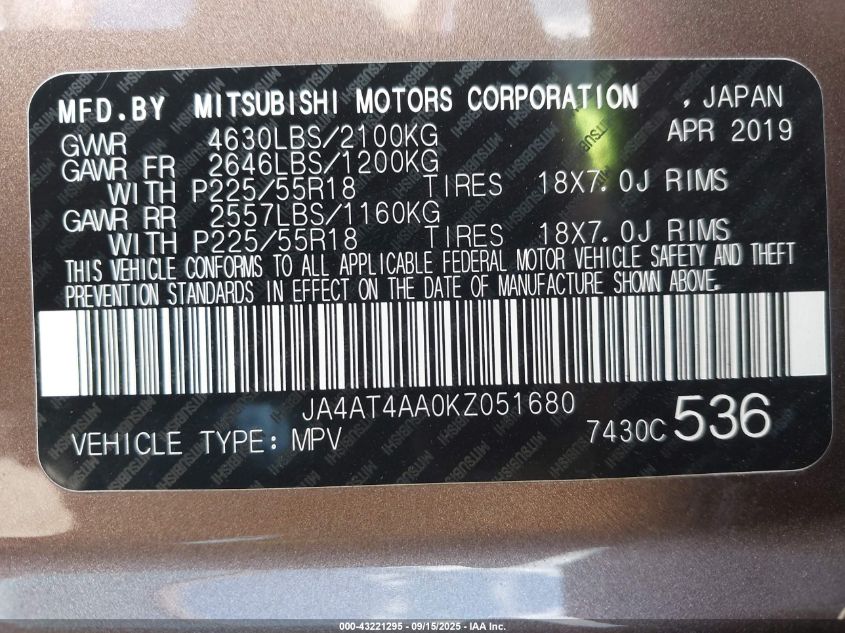 MFD.BY MITSUBISHI MOTORS CORPORATION , JAPAN
GVWR 4630LBS/2100KG APR 2019
GAWR FR 2646LBS/1200KG
WITH P225/55R18 TIRES 18X7.0J RIMS
GAWR RR 2557LBS/1160KG
WITH P225/55R18 TIRES 18X7.0J RIMS
THIS VEHICLE CONFORMS TO ALL APPLICABLE FEDERAL MOTOR VEHICLE SAFETY AND THEFT
PREVENTION STANDARDS IN EFFECT ON THE DATE OF MANUFACTURE SHOWN ABOVE.
JA4AT4AA0KZ051680
VEHICLE TYPE: MPV 7430C 536
000-43221295 - 09/15/2025 - IAA Inc.